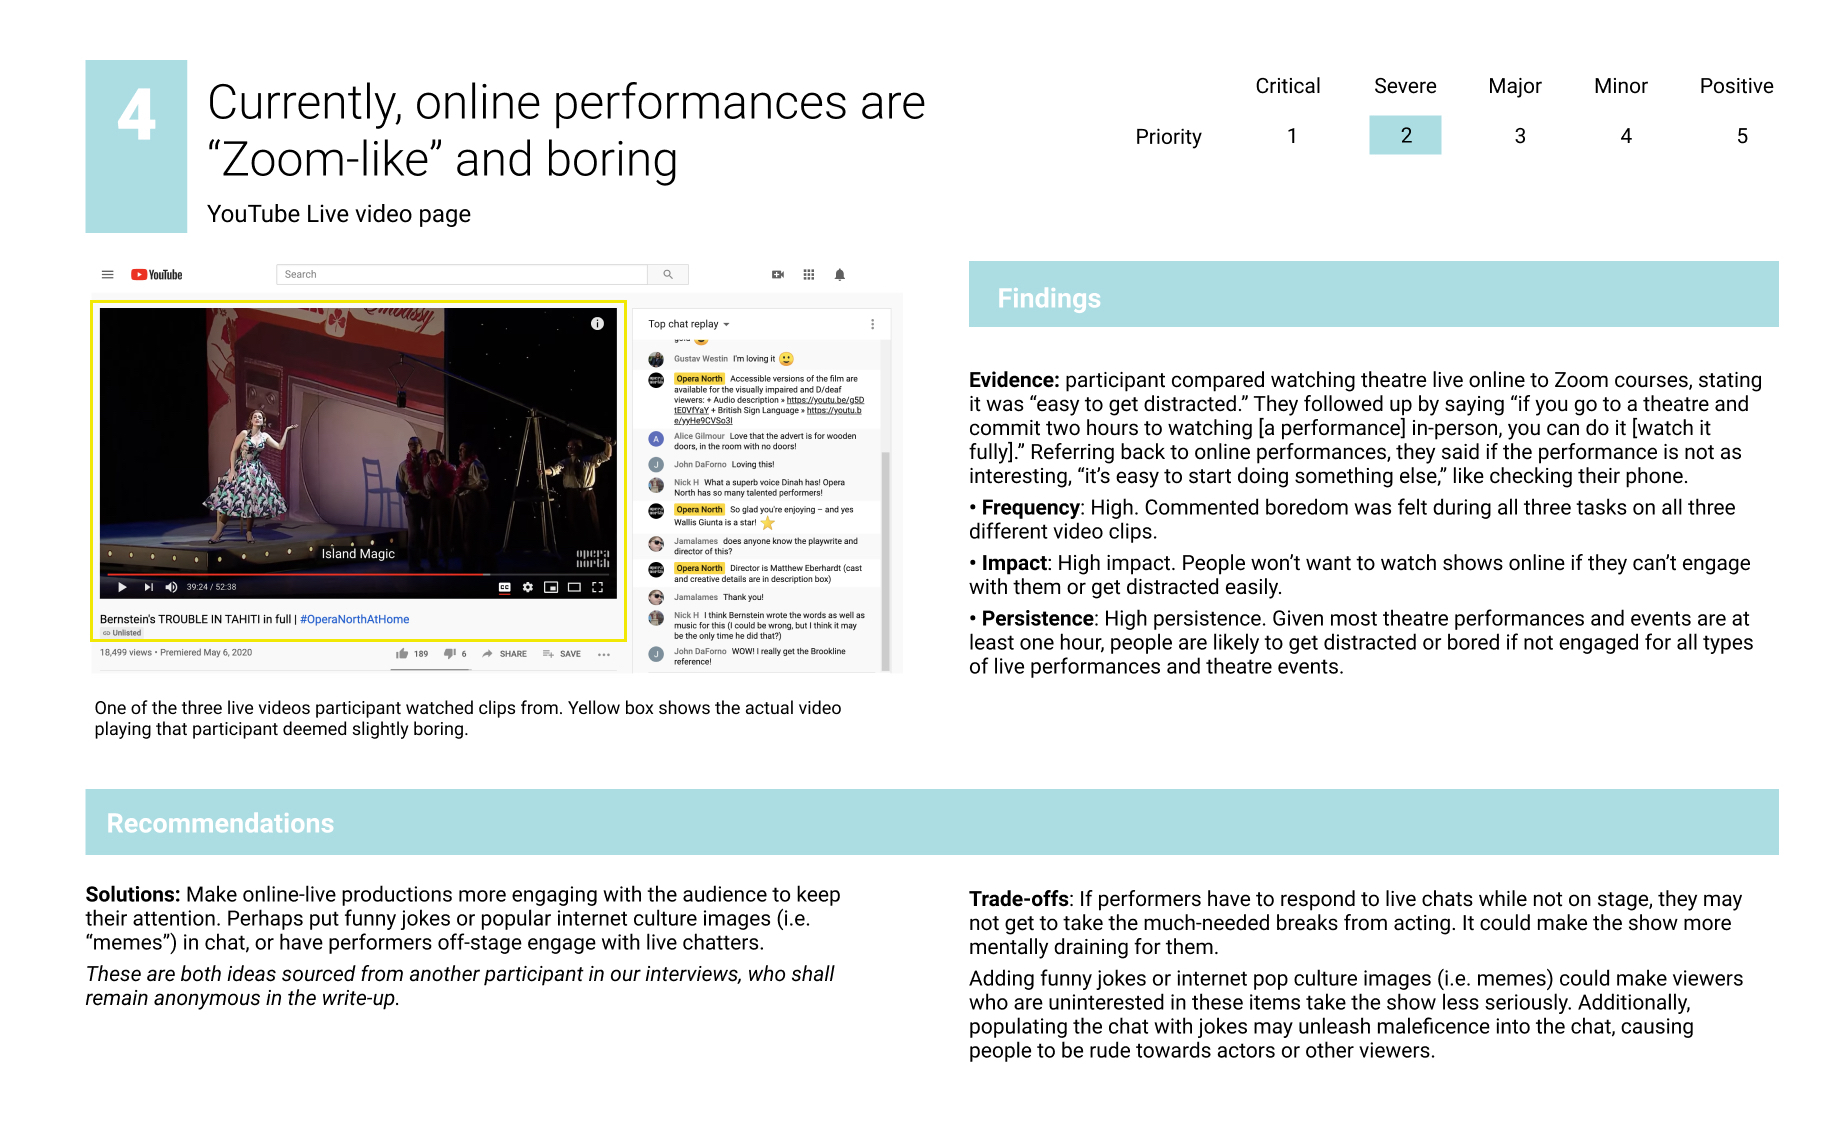 4
Currently, online performances are
“Zoom-like” and boring
YouTube Live video page
Critical Severe Major Minor Positive
Priority 1 2 3 4 5
YouTube
Search
Embassy
i
Island Magic
opera
north
39:24 / 52:38
CC
Bernstein's TROUBLE IN TAHITI in full | #OperaNorthAtHome
Unlisted
18,499 views • Premiered May 6, 2020
189 6 SHARE SAVE
Top chat replay
gold
Gustav Westin I'm loving it
Opera North Accessible versions of the film are
available for the visually impaired and D/deaf
viewers: + Audio description » https://youtu.be/g5D
tE0VfYaY + British Sign Language » https://youtu.b
e/yyHe9CVSo3I
A Alice Gilmour Love that the advert is for wooden
doors, in the room with no doors!
J John DaForno Loving this!
Nick H What a superb voice Dinah has! Opera
North has so many talented performers!
Opera North So glad you're enjoying – and yes
Wallis Giunta is a star!
Jamalames does anyone know the playwrite and
director of this?
Opera North Director is Matthew Eberhardt (cast
and creative details are in description box)
Jamalames Thank you!
Nick H I think Bernstein wrote the words as well as
music for this (I could be wrong, but I think it may
be the only time he did that?)
J John DaForno WOW! I really get the Brookline
reference!
One of the three live videos participant watched clips from. Yellow box shows the actual video
playing that participant deemed slightly boring.
Findings
Evidence: participant compared watching theatre live online to Zoom courses, stating
it was “easy to get distracted.” They followed up by saying “if you go to a theatre and
commit two hours to watching [a performance] in-person, you can do it [watch it
fully].” Referring back to online performances, they said if the performance is not as
interesting, “it’s easy to start doing something else,” like checking their phone.
• Frequency: High. Commented boredom was felt during all three tasks on all three
different video clips.
• Impact: High impact. People won’t want to watch shows online if they can’t engage
with them or get distracted easily.
• Persistence: High persistence. Given most theatre performances and events are at
least one hour, people are likely to get distracted or bored if not engaged for all types
of live performances and theatre events.
Recommendations
Solutions: Make online-live productions more engaging with the audience to keep
their attention. Perhaps put funny jokes or popular internet culture images (i.e.
“memes”) in chat, or have performers off-stage engage with live chatters.
These are both ideas sourced from another participant in our interviews, who shall
remain anonymous in the write-up.
Trade-offs: If performers have to respond to live chats while not on stage, they may
not get to take the much-needed breaks from acting. It could make the show more
mentally draining for them.
Adding funny jokes or internet pop culture images (i.e. memes) could make viewers
who are uninterested in these items take the show less seriously. Additionally,
populating the chat with jokes may unleash maleficence into the chat, causing
people to be rude towards actors or other viewers.